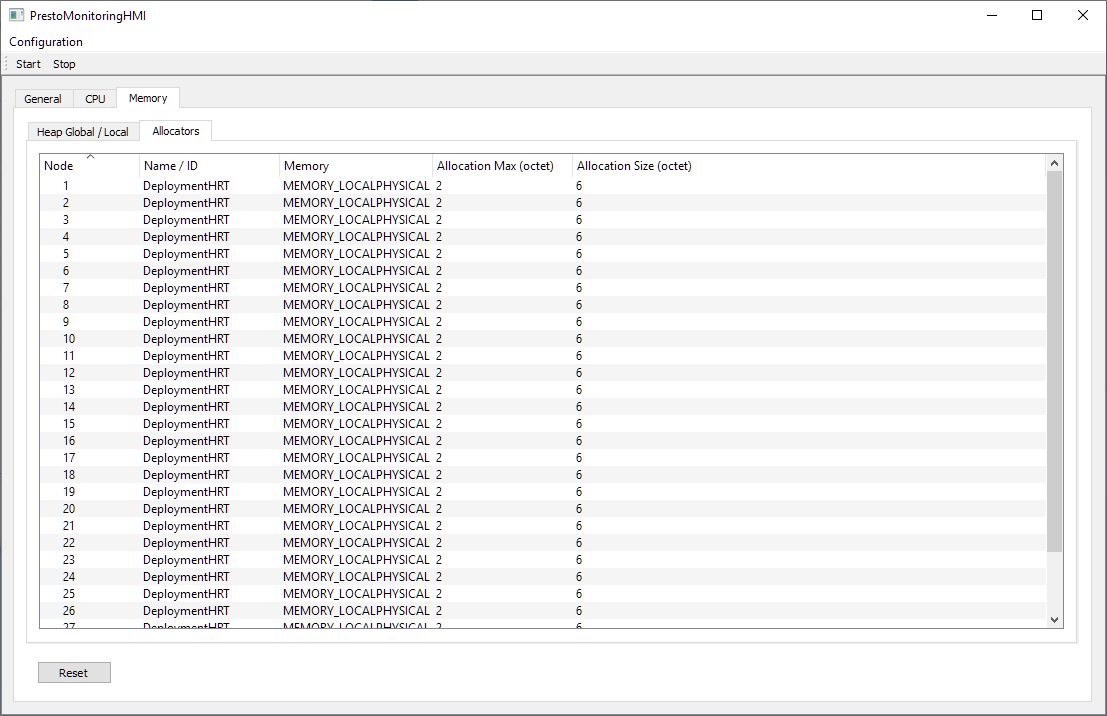 PrestoMonitoringHMI
Configuration
Start Stop
General CPU Memory
Heap Global / Local Allocators
Node Name / ID Memory Allocation Max (octet) Allocation Size (octet)
1 DeploymentHRT MEMORY_LOCALPHYSICAL 2 6
2 DeploymentHRT MEMORY_LOCALPHYSICAL 2 6
3 DeploymentHRT MEMORY_LOCALPHYSICAL 2 6
4 DeploymentHRT MEMORY_LOCALPHYSICAL 2 6
5 DeploymentHRT MEMORY_LOCALPHYSICAL 2 6
6 DeploymentHRT MEMORY_LOCALPHYSICAL 2 6
7 DeploymentHRT MEMORY_LOCALPHYSICAL 2 6
8 DeploymentHRT MEMORY_LOCALPHYSICAL 2 6
9 DeploymentHRT MEMORY_LOCALPHYSICAL 2 6
10 DeploymentHRT MEMORY_LOCALPHYSICAL 2 6
11 DeploymentHRT MEMORY_LOCALPHYSICAL 2 6
12 DeploymentHRT MEMORY_LOCALPHYSICAL 2 6
13 DeploymentHRT MEMORY_LOCALPHYSICAL 2 6
14 DeploymentHRT MEMORY_LOCALPHYSICAL 2 6
15 DeploymentHRT MEMORY_LOCALPHYSICAL 2 6
16 DeploymentHRT MEMORY_LOCALPHYSICAL 2 6
17 DeploymentHRT MEMORY_LOCALPHYSICAL 2 6
18 DeploymentHRT MEMORY_LOCALPHYSICAL 2 6
19 DeploymentHRT MEMORY_LOCALPHYSICAL 2 6
20 DeploymentHRT MEMORY_LOCALPHYSICAL 2 6
21 DeploymentHRT MEMORY_LOCALPHYSICAL 2 6
22 DeploymentHRT MEMORY_LOCALPHYSICAL 2 6
23 DeploymentHRT MEMORY_LOCALPHYSICAL 2 6
24 DeploymentHRT MEMORY_LOCALPHYSICAL 2 6
25 DeploymentHRT MEMORY_LOCALPHYSICAL 2 6
26 DeploymentHRT MEMORY_LOCALPHYSICAL 2 6
27 DeploymentHRT MEMORY_LOCALPHYSICAL 2 6
Reset